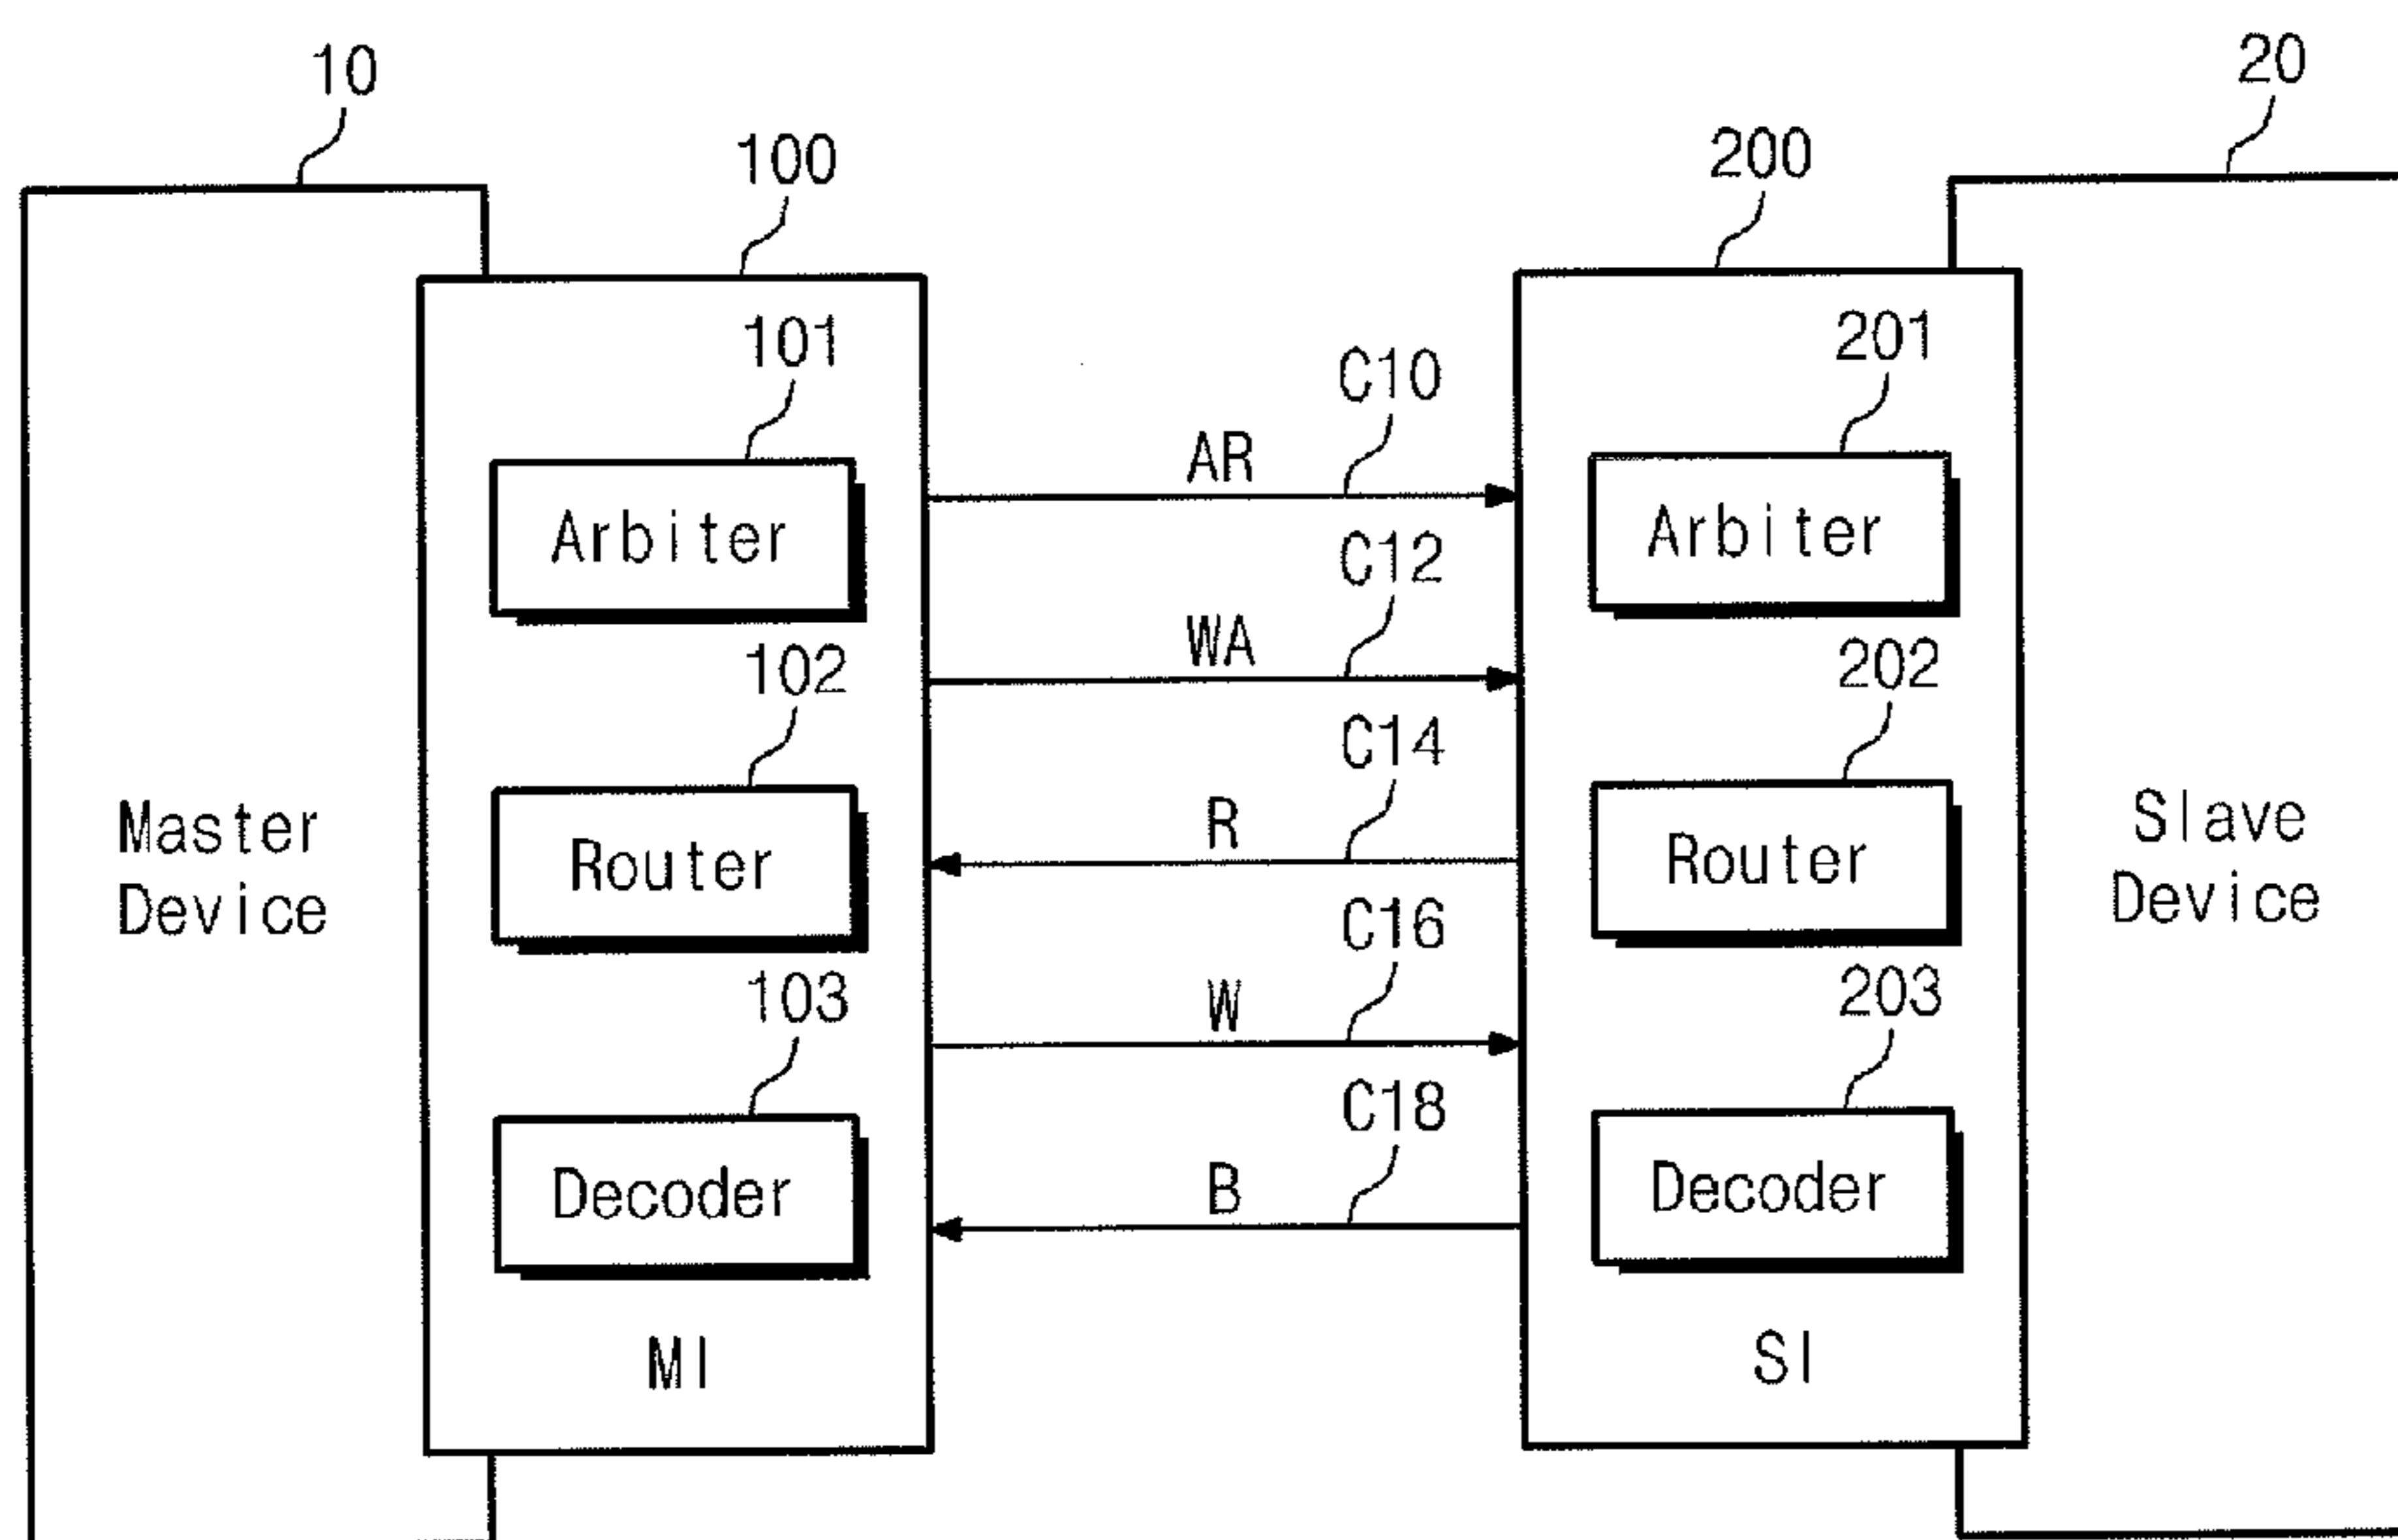 10
20
100
200
101
201
C10
AR
Arbiter
Arbiter
C12
WA
102
202
C14
R
Master
Device
Router
Router
Slave
Device
C16
W
103
203
C18
B
Decoder
Decoder
MI
SI